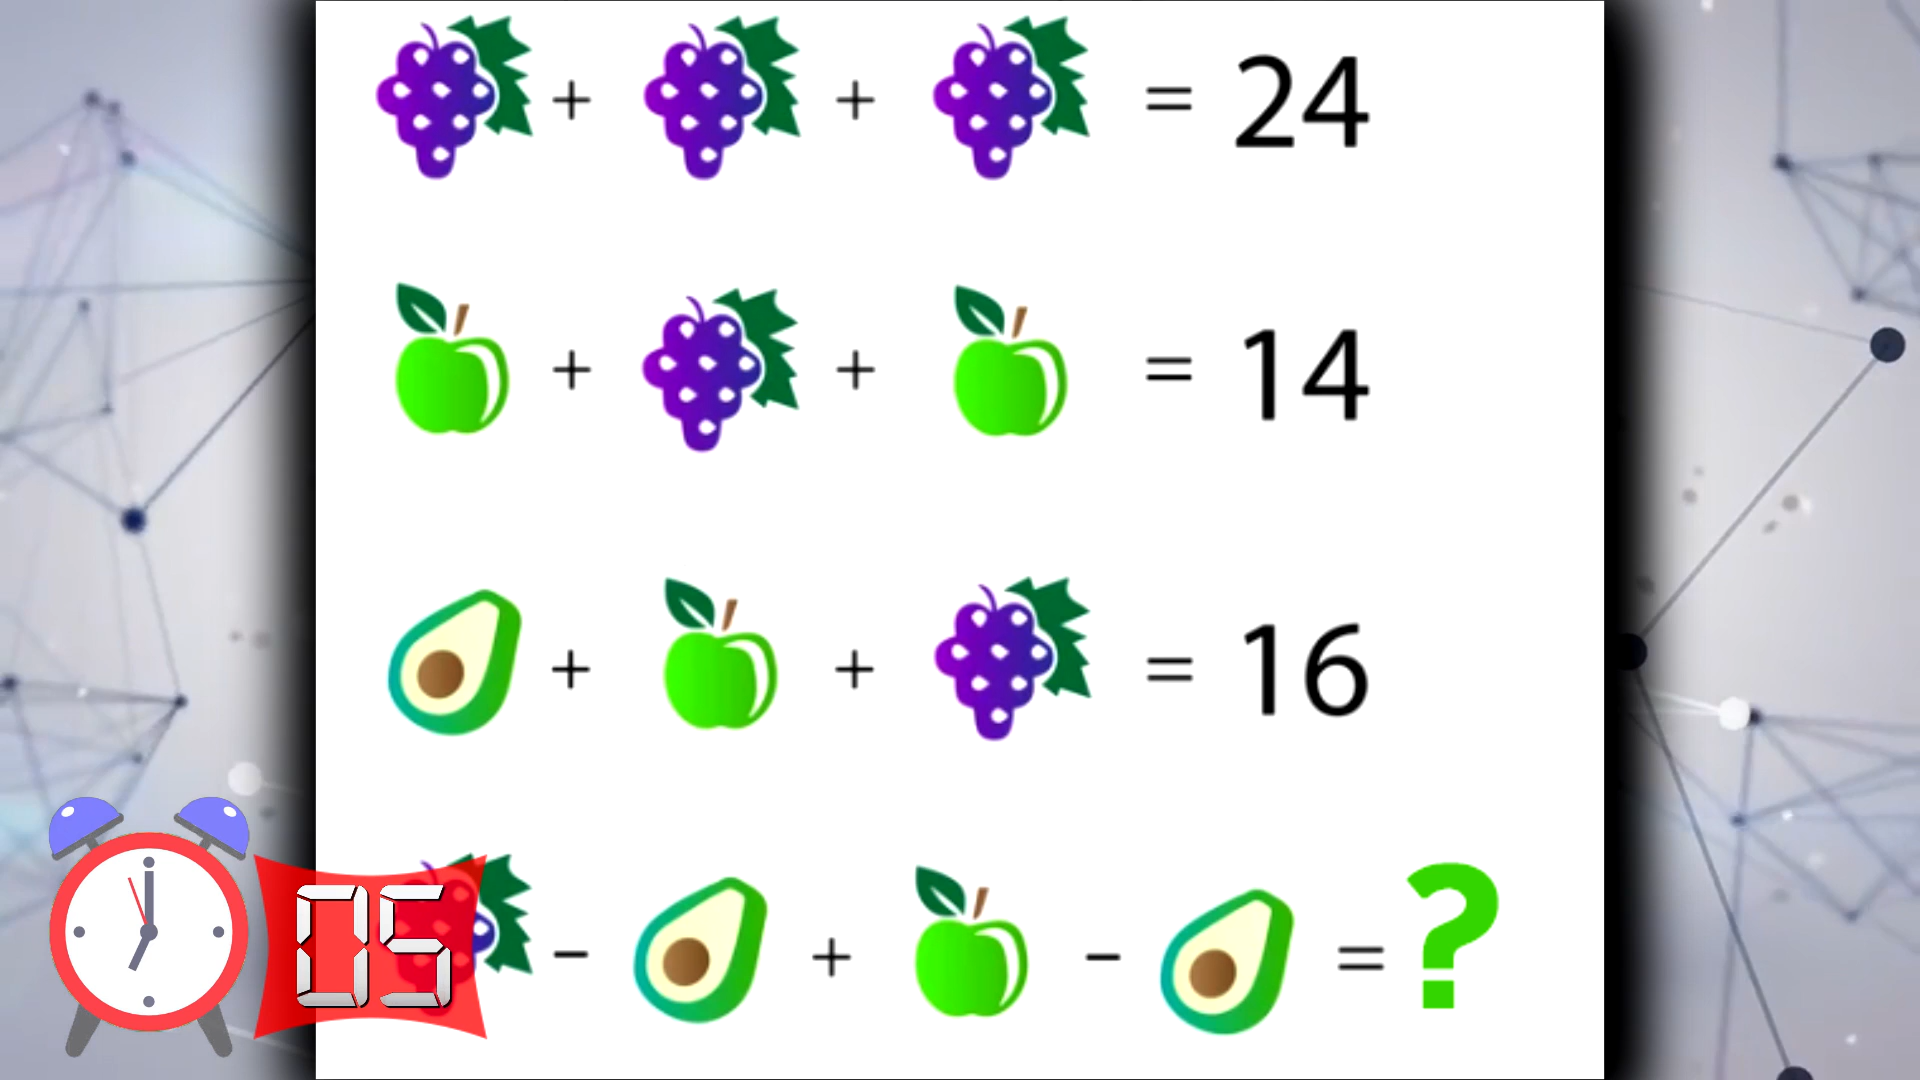 + + = 24
+ + = 14
+ + = 16
05 - + - = ?